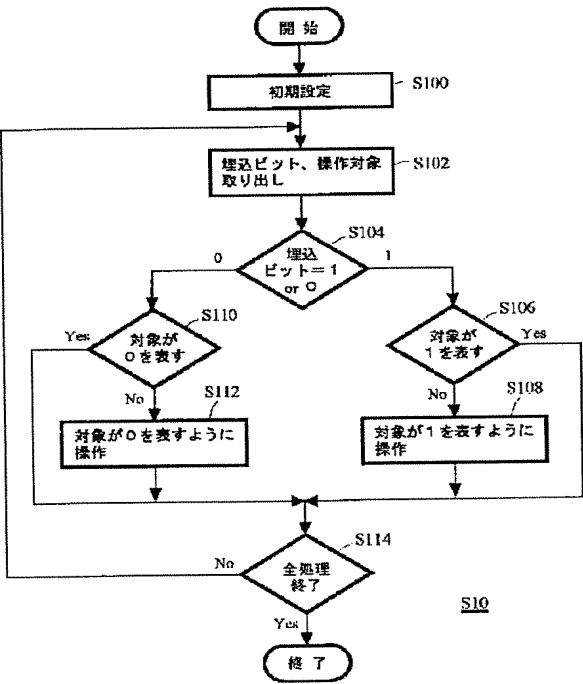 開 始
初期設定
S100
埋込ビット、操作対象
取り出し
S102
S104
埋込
ビット=1
or 0
0
1
S110
対象が
0を表す
Yes
No
S106
対象が
1を表す
Yes
No
S112
対象が0を表すように
操作
S108
対象が1を表すように
操作
S114
全処理
終了
No
Yes
S10
終 了